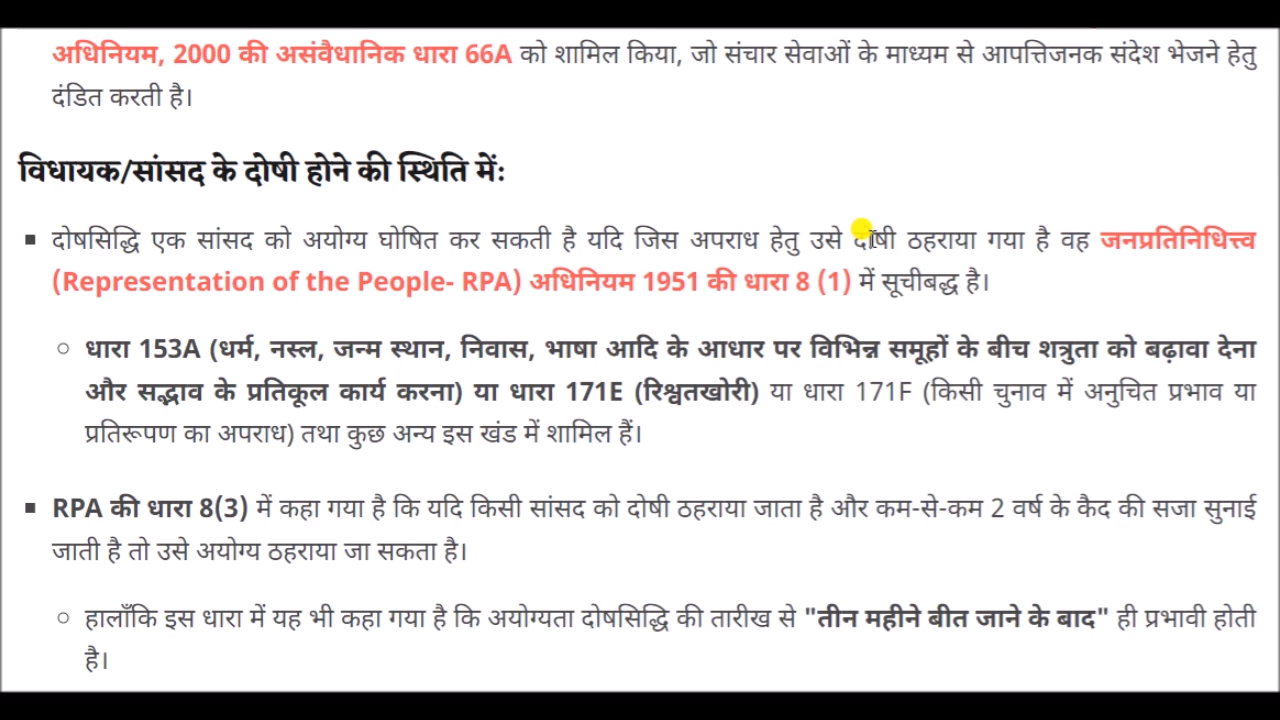 अधिनियम, 2000 की असंवैधानिक धारा 66A को शामिल किया, जो संचार सेवाओं के माध्यम से आपत्तिजनक संदेश भेजने हेतु
दंडित करती है।
विधायक/सांसद के दोषी होने की स्थिति में:
▪ दोषसिद्धि एक सांसद को अयोग्य घोषित कर सकती है यदि जिस अपराध हेतु उसे दोषी ठहराया गया है वह जनप्रतिनिधित्त्व
(Representation of the People- RPA) अधिनियम 1951 की धारा 8 (1) में सूचीबद्ध है।
○ धारा 153A (धर्म, नस्ल, जन्म स्थान, निवास, भाषा आदि के आधार पर विभिन्न समूहों के बीच शत्रुता को बढ़ावा देना
और सद्भाव के प्रतिकूल कार्य करना) या धारा 171E (रिश्वतखोरी) या धारा 171F (किसी चुनाव में अनुचित प्रभाव या
प्रतिरूपण का अपराध) तथा कुछ अन्य इस खंड में शामिल हैं।
▪ RPA की धारा 8(3) में कहा गया है कि यदि किसी सांसद को दोषी ठहराया जाता है और कम-से-कम 2 वर्ष के कैद की सजा सुनाई
जाती है तो उसे अयोग्य ठहराया जा सकता है।
○ हालाँकि इस धारा में यह भी कहा गया है कि अयोग्यता दोषसिद्धि की तारीख से "तीन महीने बीत जाने के बाद" ही प्रभावी होती
है।